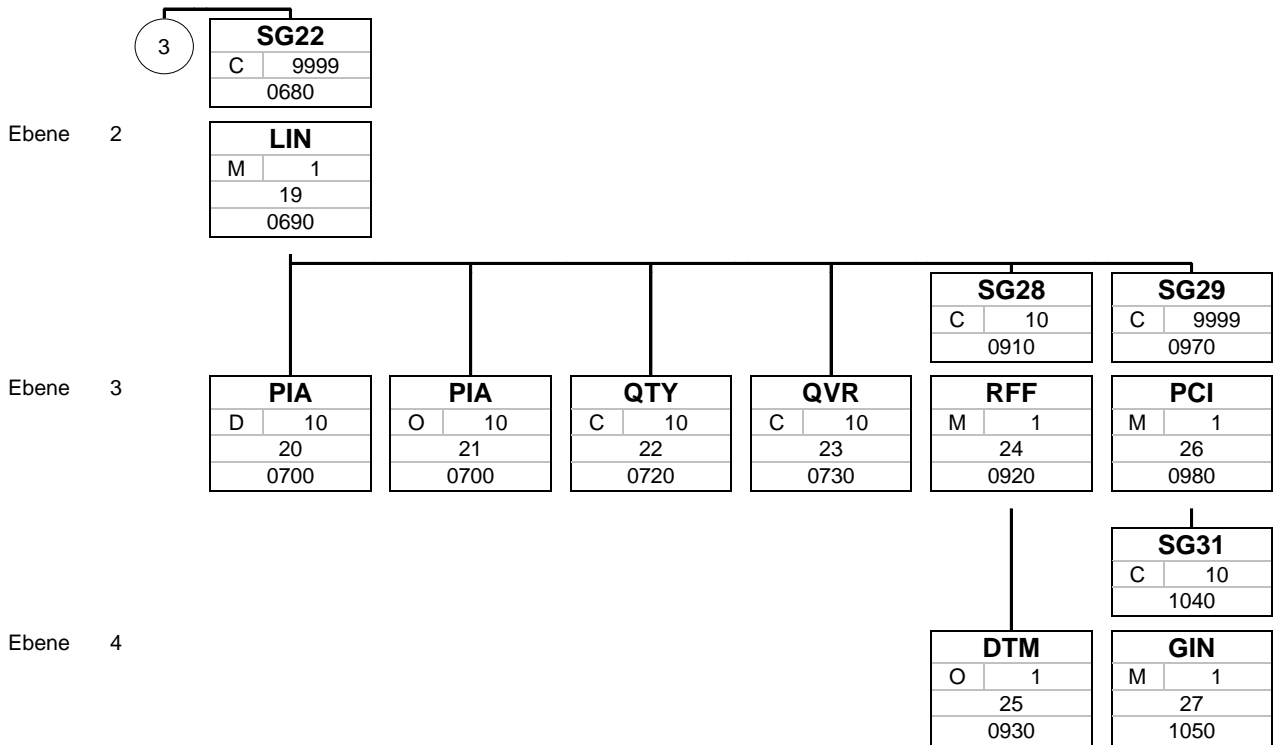 3
SG22
C 9999
0680
Ebene 2
LIN
M 1
19
0690
SG28 SG29
C 10 C 9999
0910 0970
Ebene 3
PIA PIA QTY QVR RFF PCI
D 10 O 10 C 10 C 10 M 1 M 1
20 21 22 23 24 26
0700 0700 0720 0730 0920 0980
SG31
C 10
1040
Ebene 4
DTM GIN
O 1 M 1
25 27
0930 1050